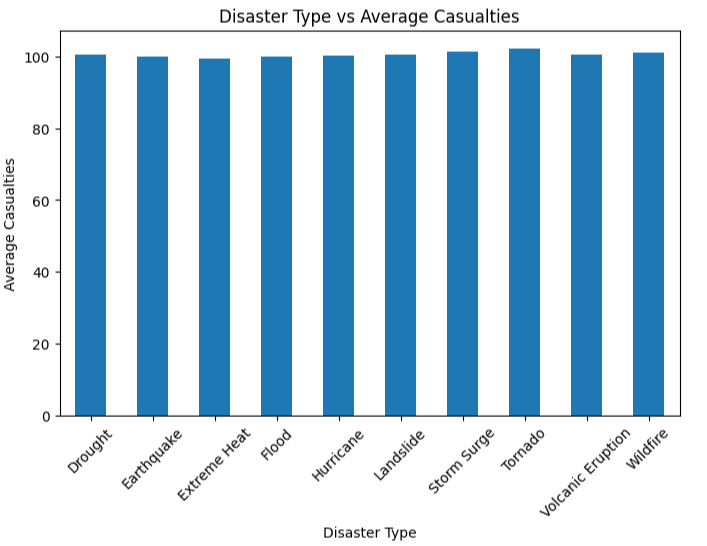 Disaster Type vs Average Casualties
Average Casualties
100
80
60
40
20
0
Drought
Earthquake
Extreme Heat
Flood
Hurricane
Landslide
Storm Surge
Tornado
Volcanic Eruption
Wildfire
Disaster Type